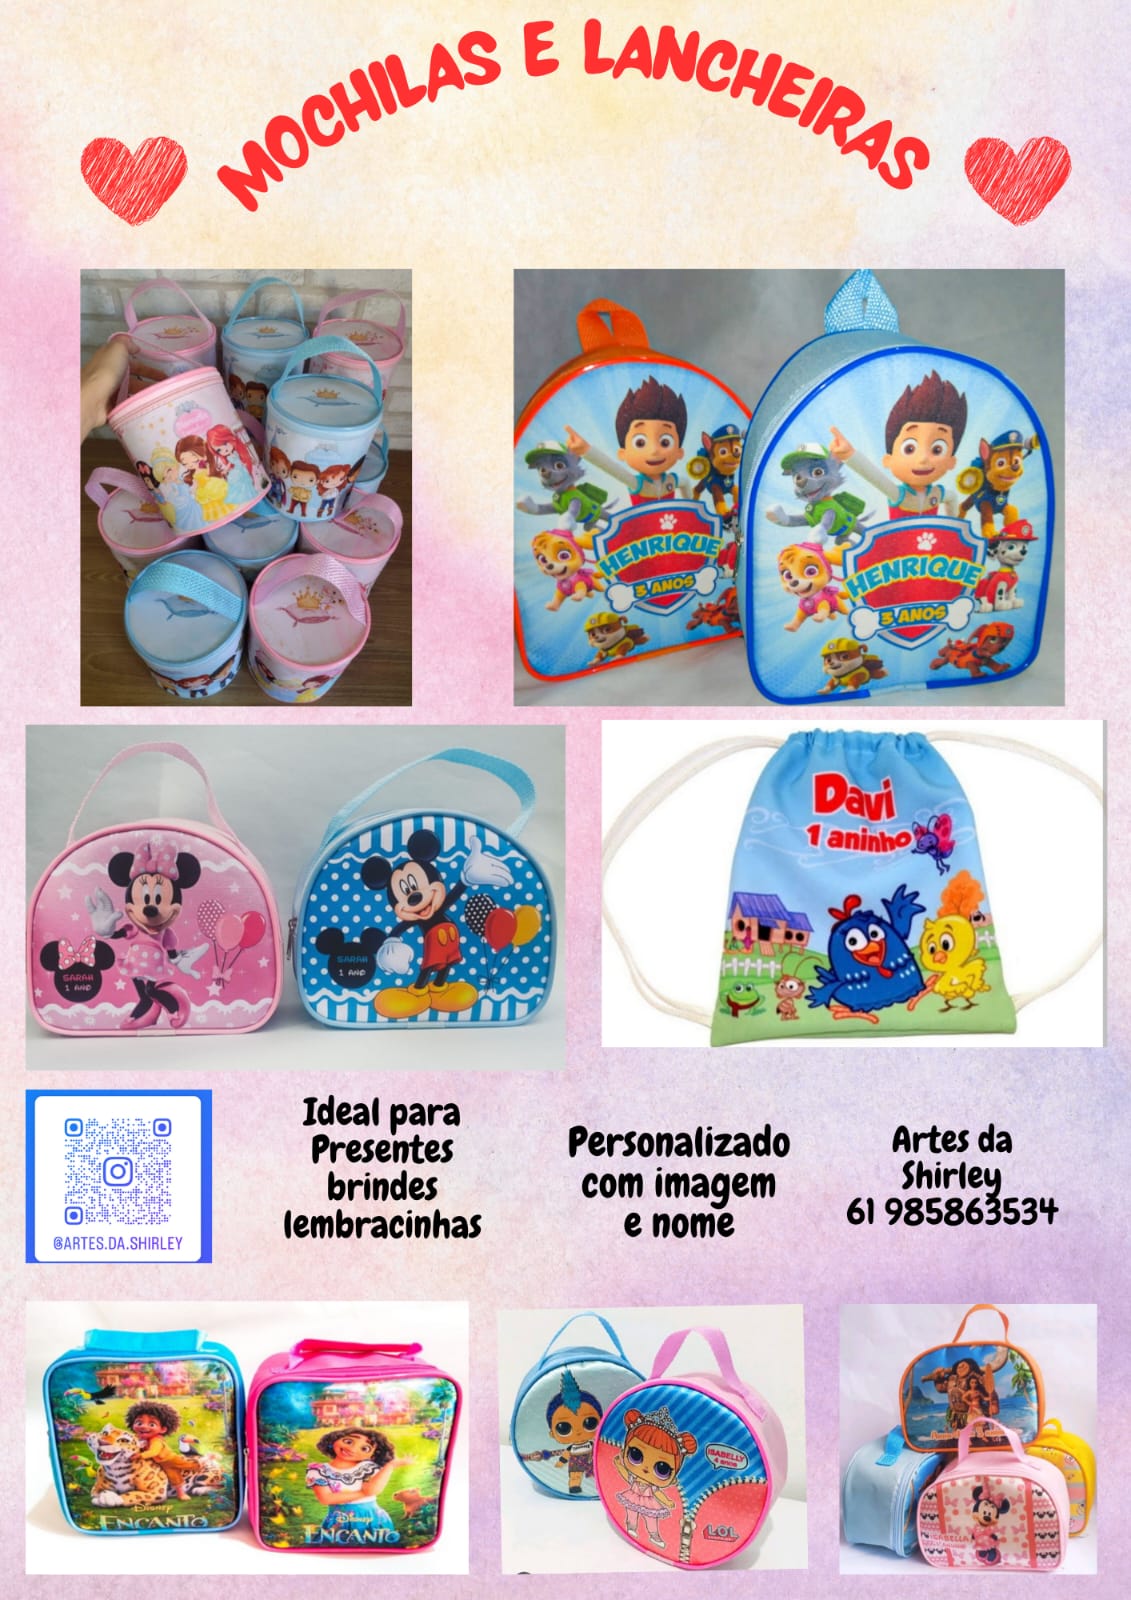 MOCHILAS E LANCHEIRAS
HENRIQUE
3 ANOS
HENRIQUE
3 ANOS
SARAH
1 ANO
SARAH
1 ANO
Davi
1 aninho
@ARTES.DA.SHIRLEY
Ideal para
Presentes
brindes
lembracinhas
Personalizado
com imagem
e nome
Artes da
Shirley
61 985863534
Disney
ENCANTO
Disney
ENCANTO
ISABELLY
4 anos
LOL
ISABELLA